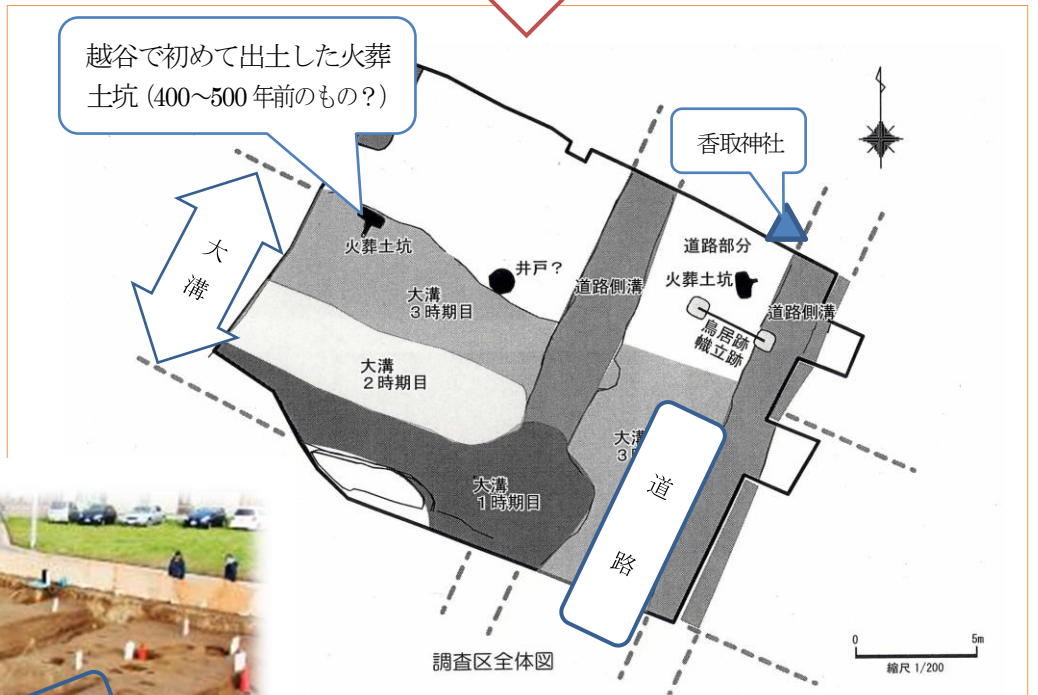 越谷で初めて出土した火葬
土坑（400～500 年前のもの？）
香取神社
大溝
火葬土坑
井戸？
道路側溝
道路部分
火葬土坑
道路側溝
鳥居跡
幟立跡
大溝
3時期目
大溝
2時期目
大溝
3
大溝
1時期目
道路
調査区全体図
0 5m
縮尺 1/200